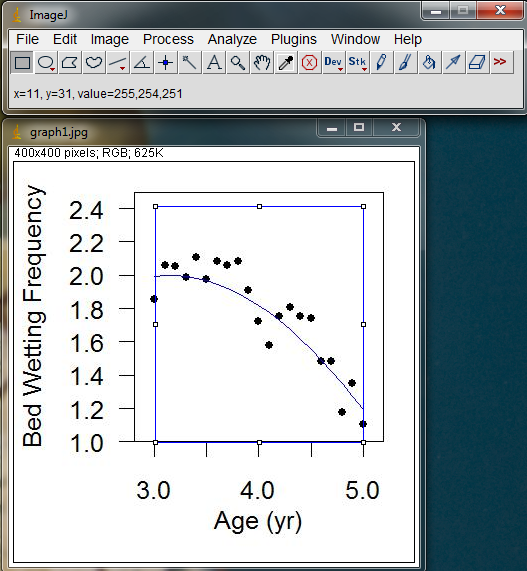 ImageJ
File Edit Image Process Analyze Plugins Window Help
A Dev Stk >>
x=11, y=31, value=255,254,251
graph1.jpg
400x400 pixels; RGB; 625K
Bed Wetting Frequency
2.4
2.2
2.0
1.8
1.6
1.4
1.2
1.0
3.0 4.0 5.0
Age (yr)